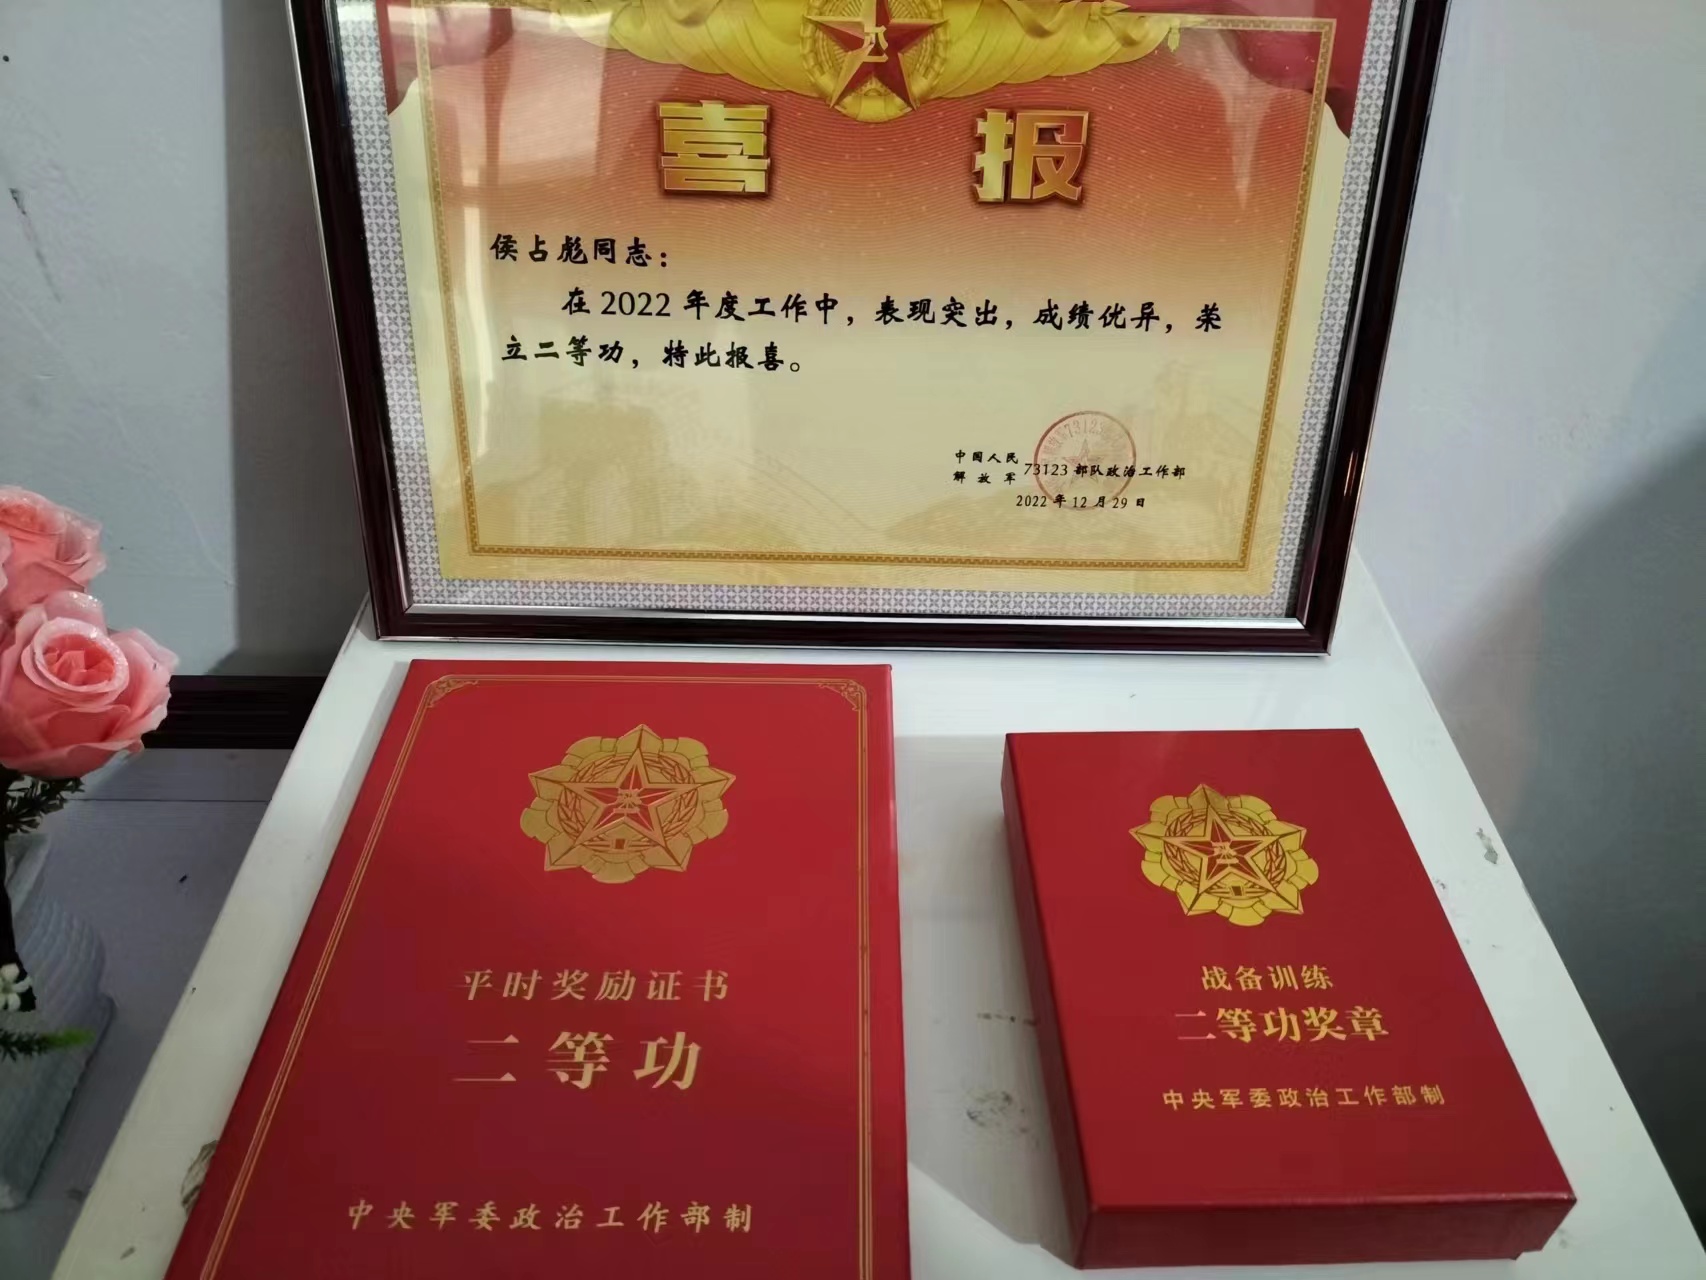 喜报
侯占彪同志：
在2022年度工作中，表现突出，成绩优异，荣
立二等功，特此报喜。
中国人民
解放军 73123部队政治工作部
2022年12月29日
平时奖励证书
二等功
中央军委政治工作部制
战备训练
二等功奖章
中央军委政治工作部制